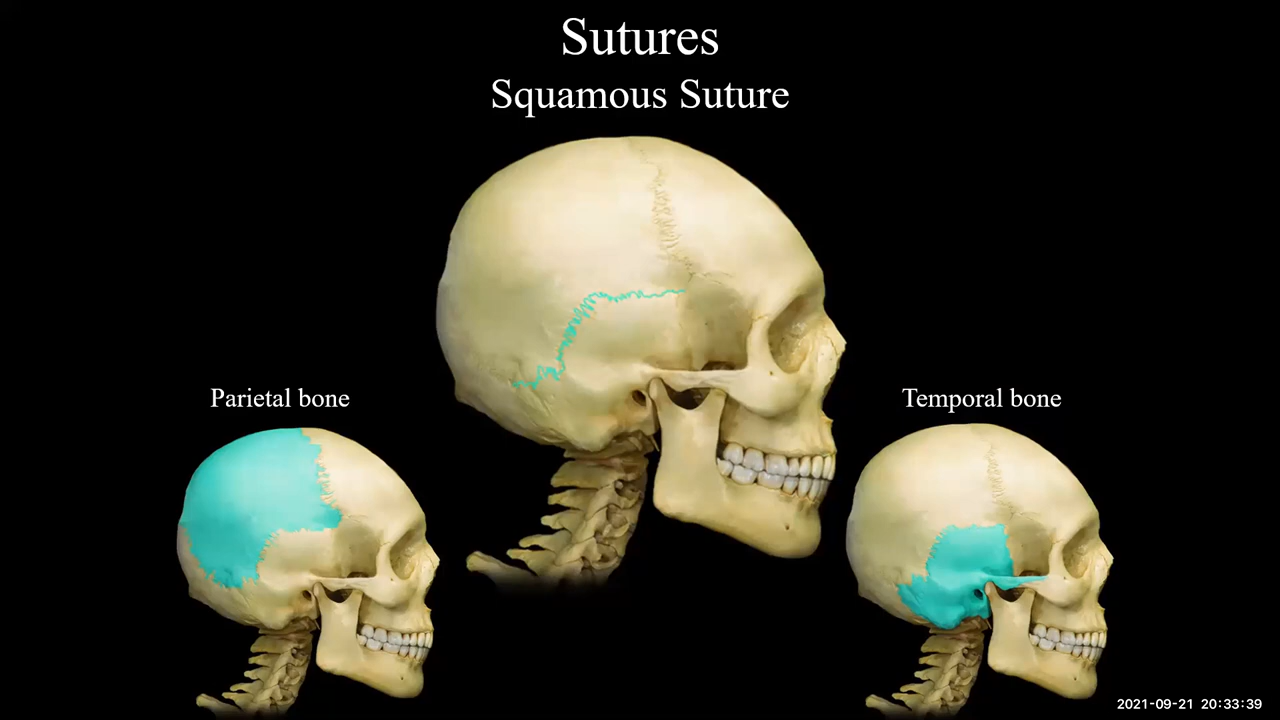 Sutures
Squamous Suture
Parietal bone
Temporal bone
2021-09-21 20:33:39